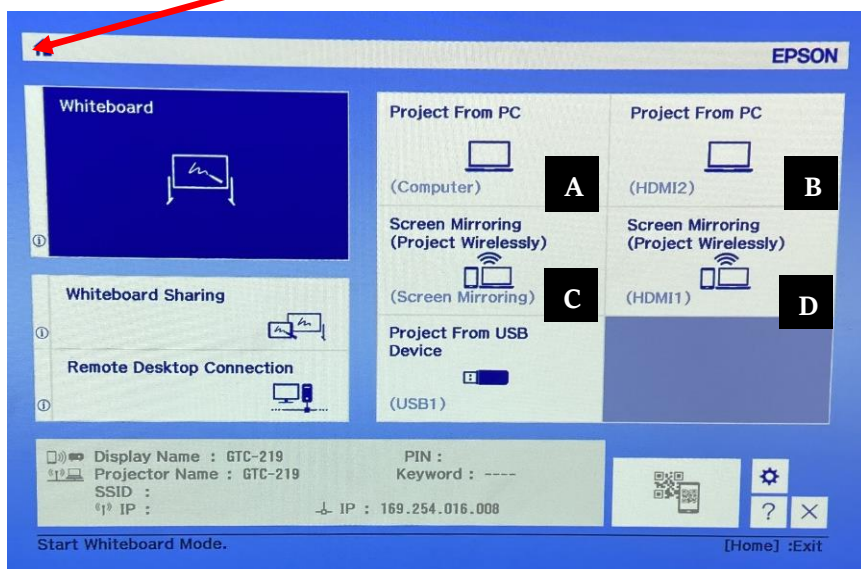 EPSON
Whiteboard
Project From PC
(Computer)
A
Project From PC
(HDMI2)
B
Screen Mirroring
(Project Wirelessly)
(Screen Mirroring)
C
Screen Mirroring
(Project Wirelessly)
(HDMI1)
D
Whiteboard Sharing
Remote Desktop Connection
Project From USB
Device
(USB1)
Display Name : GTC-219
PIN :
Projector Name : GTC-219
Keyword : ----
SSID :
IP :
IP : 169.254.016.008
?
Start Whiteboard Mode.
[Home] :Exit